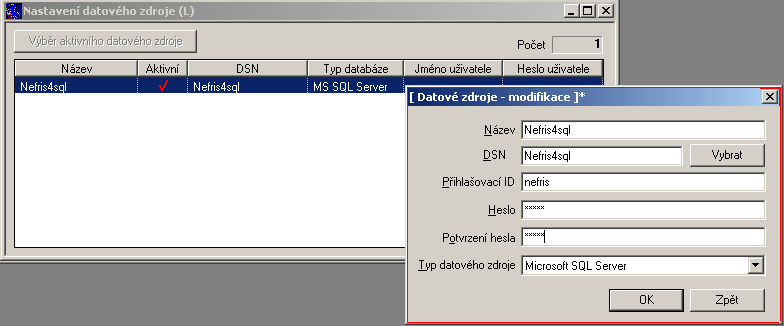 Nastavení datového zdroje (L)
Výběr aktivního datového zdroje
Počet 1
Název Aktivní DSN Typ databáze Jméno uživatele Heslo uživatele
Nefris4sql Nefris4sql MS SQL Server
[ Datové zdroje - modifikace ]*
Název Nefris4sql
DSN Nefris4sql Vybrat
Přihlašovací ID nefris
Heslo *****
Potvrzení hesla *****
Typ datového zdroje Microsoft SQL Server
OK Zpět